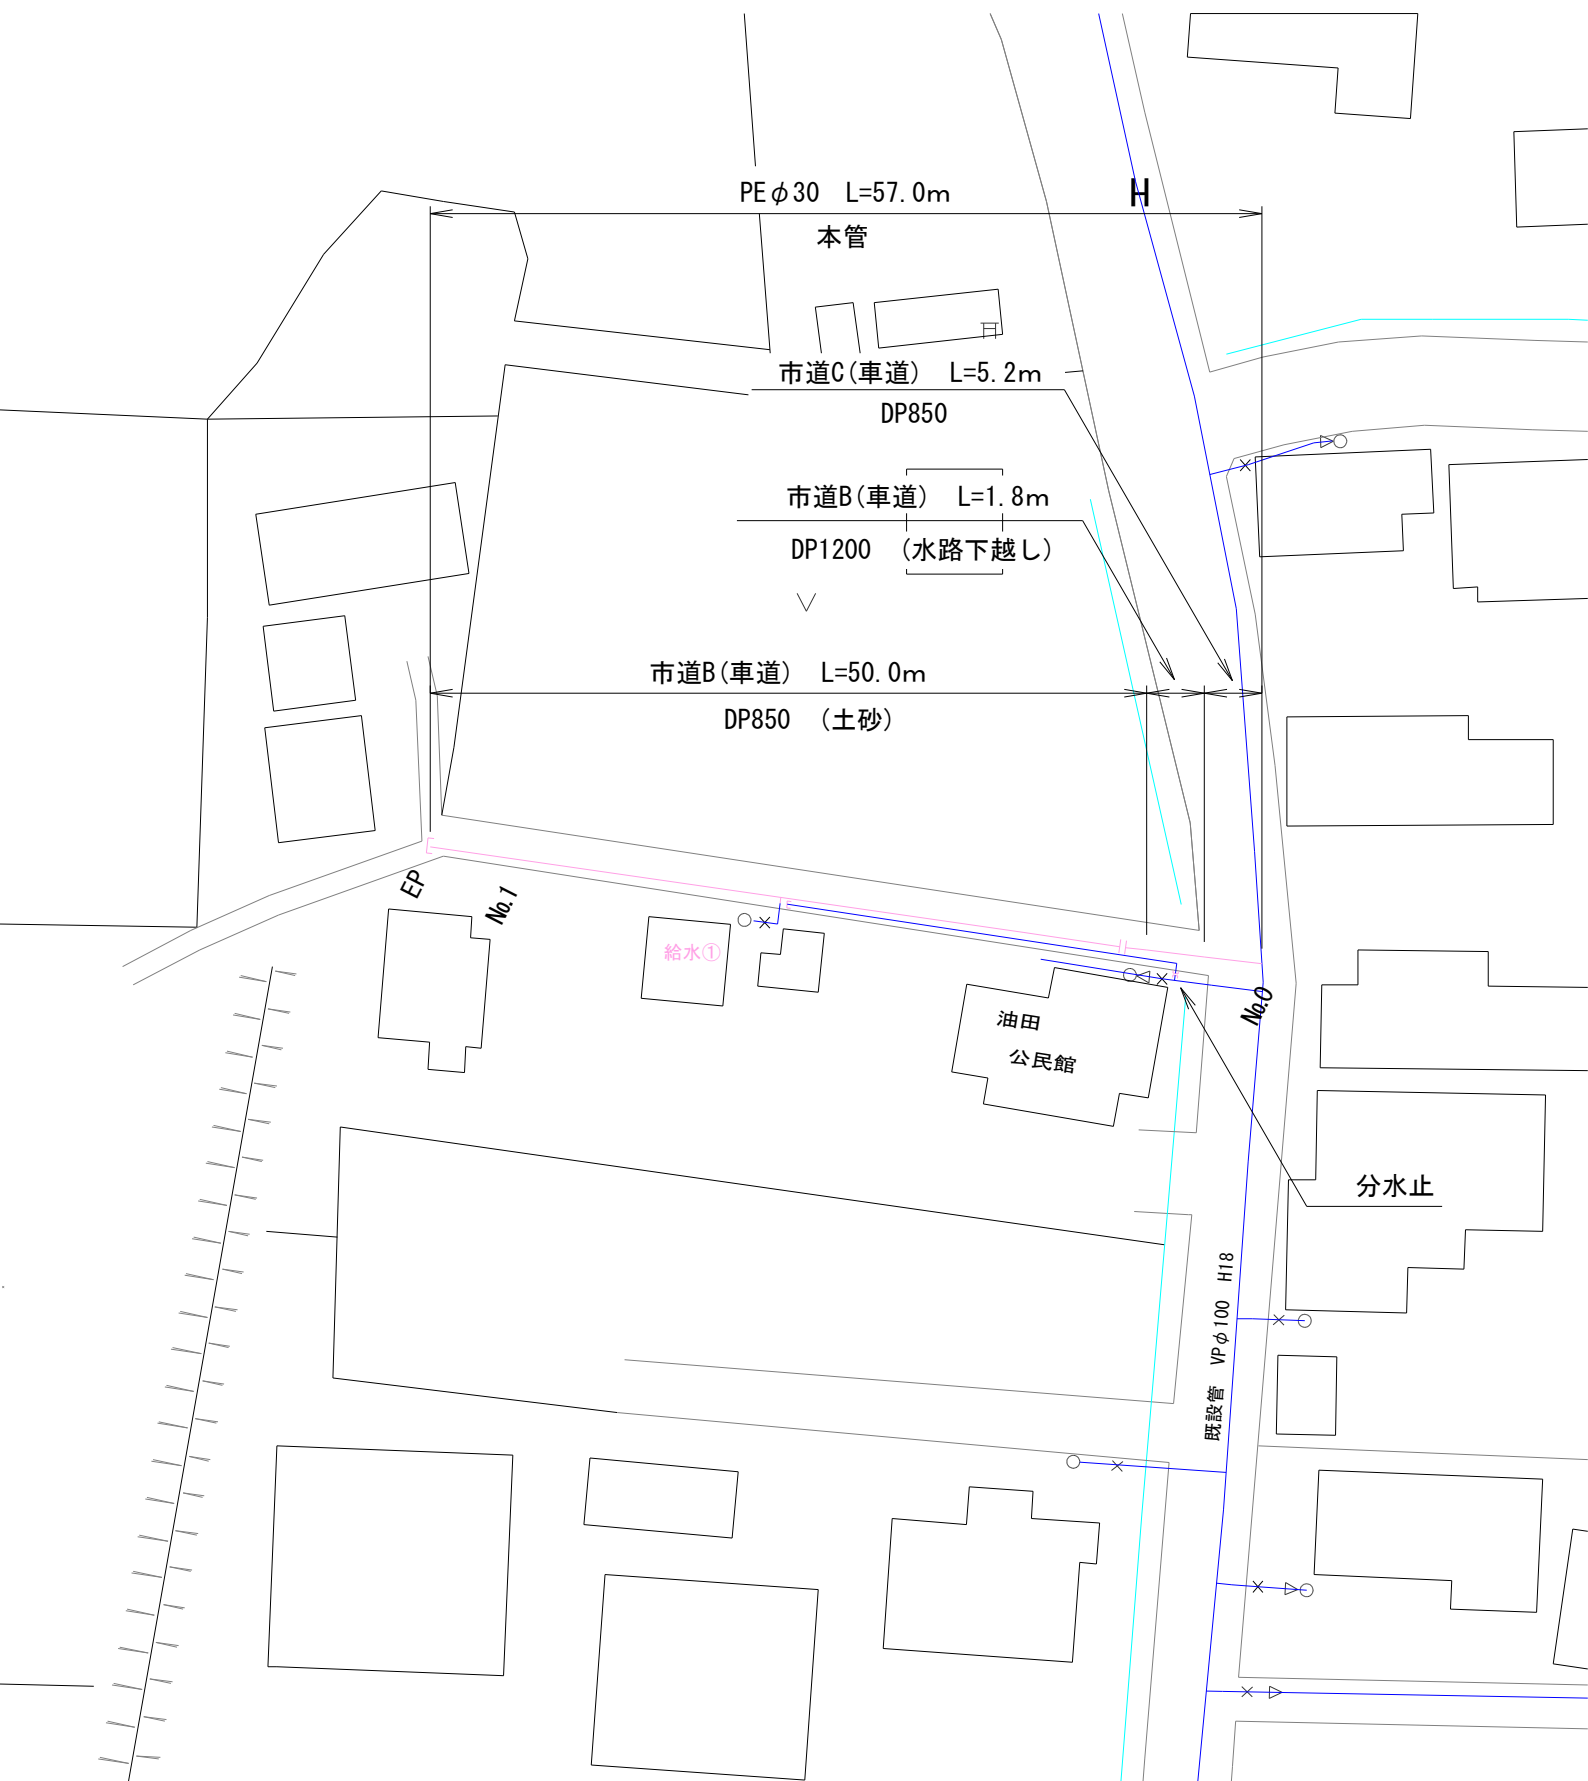 PEφ30　L=57.0m
H
本管
市道C(車道)　L=5.2m
DP850
市道B(車道)　L=1.8m
DP1200　(水路下越し)
市道B(車道)　L=50.0m
DP850　(土砂)
EP
No.1
給水①
No.0
油田
公民館
分水止
既設管　VPφ100　H18